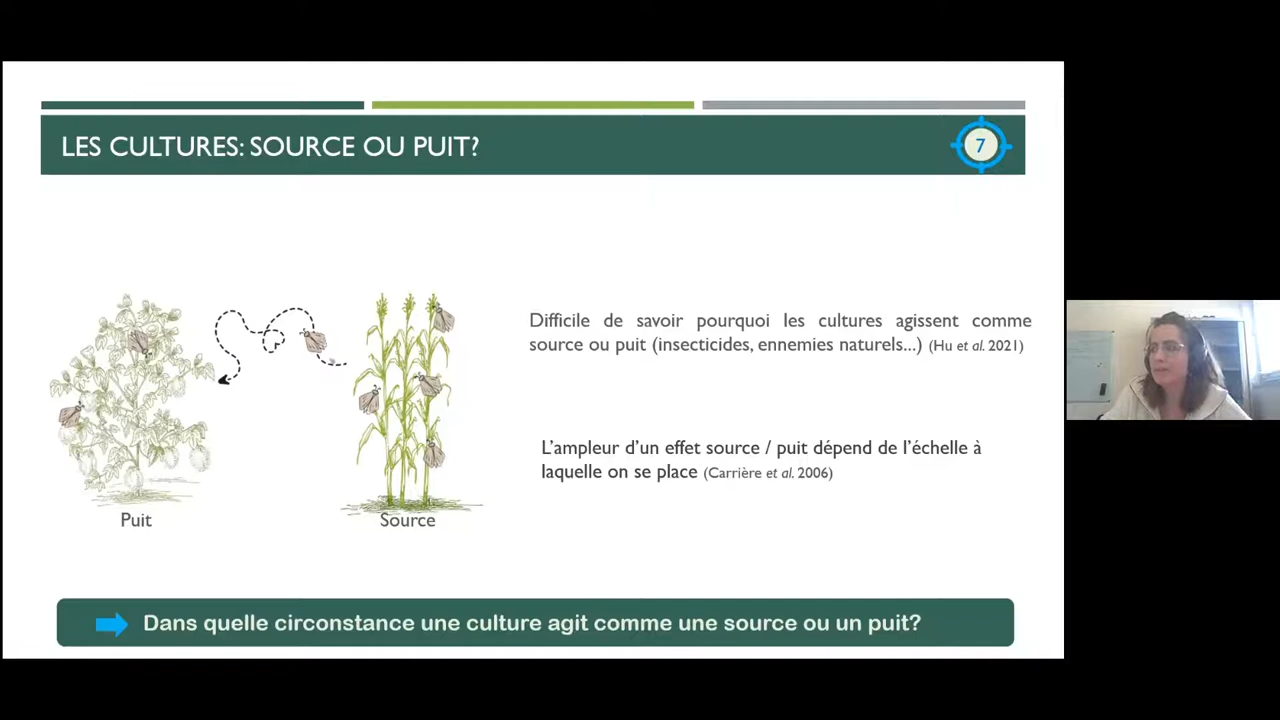 LES CULTURES: SOURCE OU PUIT?
7
Difficile de savoir pourquoi les cultures agissent comme
source ou puit (insecticides, ennemies naturels...) (Hu et al. 2021)
L'ampleur d'un effet source / puit dépend de l'échelle à
laquelle on se place (Carrière et al. 2006)
Puit
Source
Dans quelle circonstance une culture agit comme une source ou un puit?